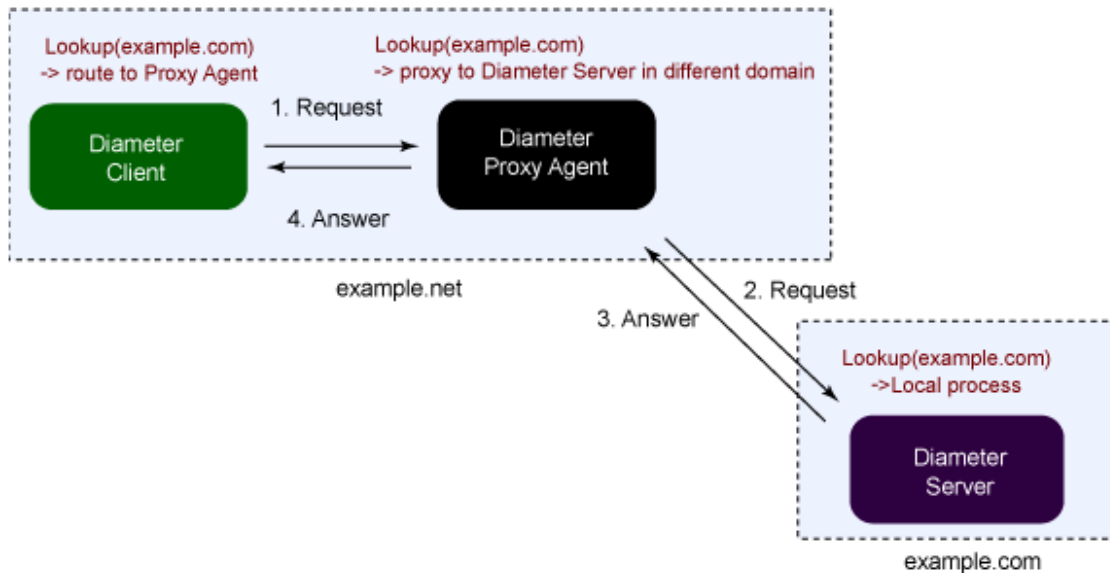 Lookup(example.com)
-> route to Proxy Agent
Lookup(example.com)
-> proxy to Diameter Server in different domain
1. Request
Diameter
Client
Diameter
Proxy Agent
4. Answer
example.net
2. Request
3. Answer
Lookup(example.com)
->Local process
Diameter
Server
example.com